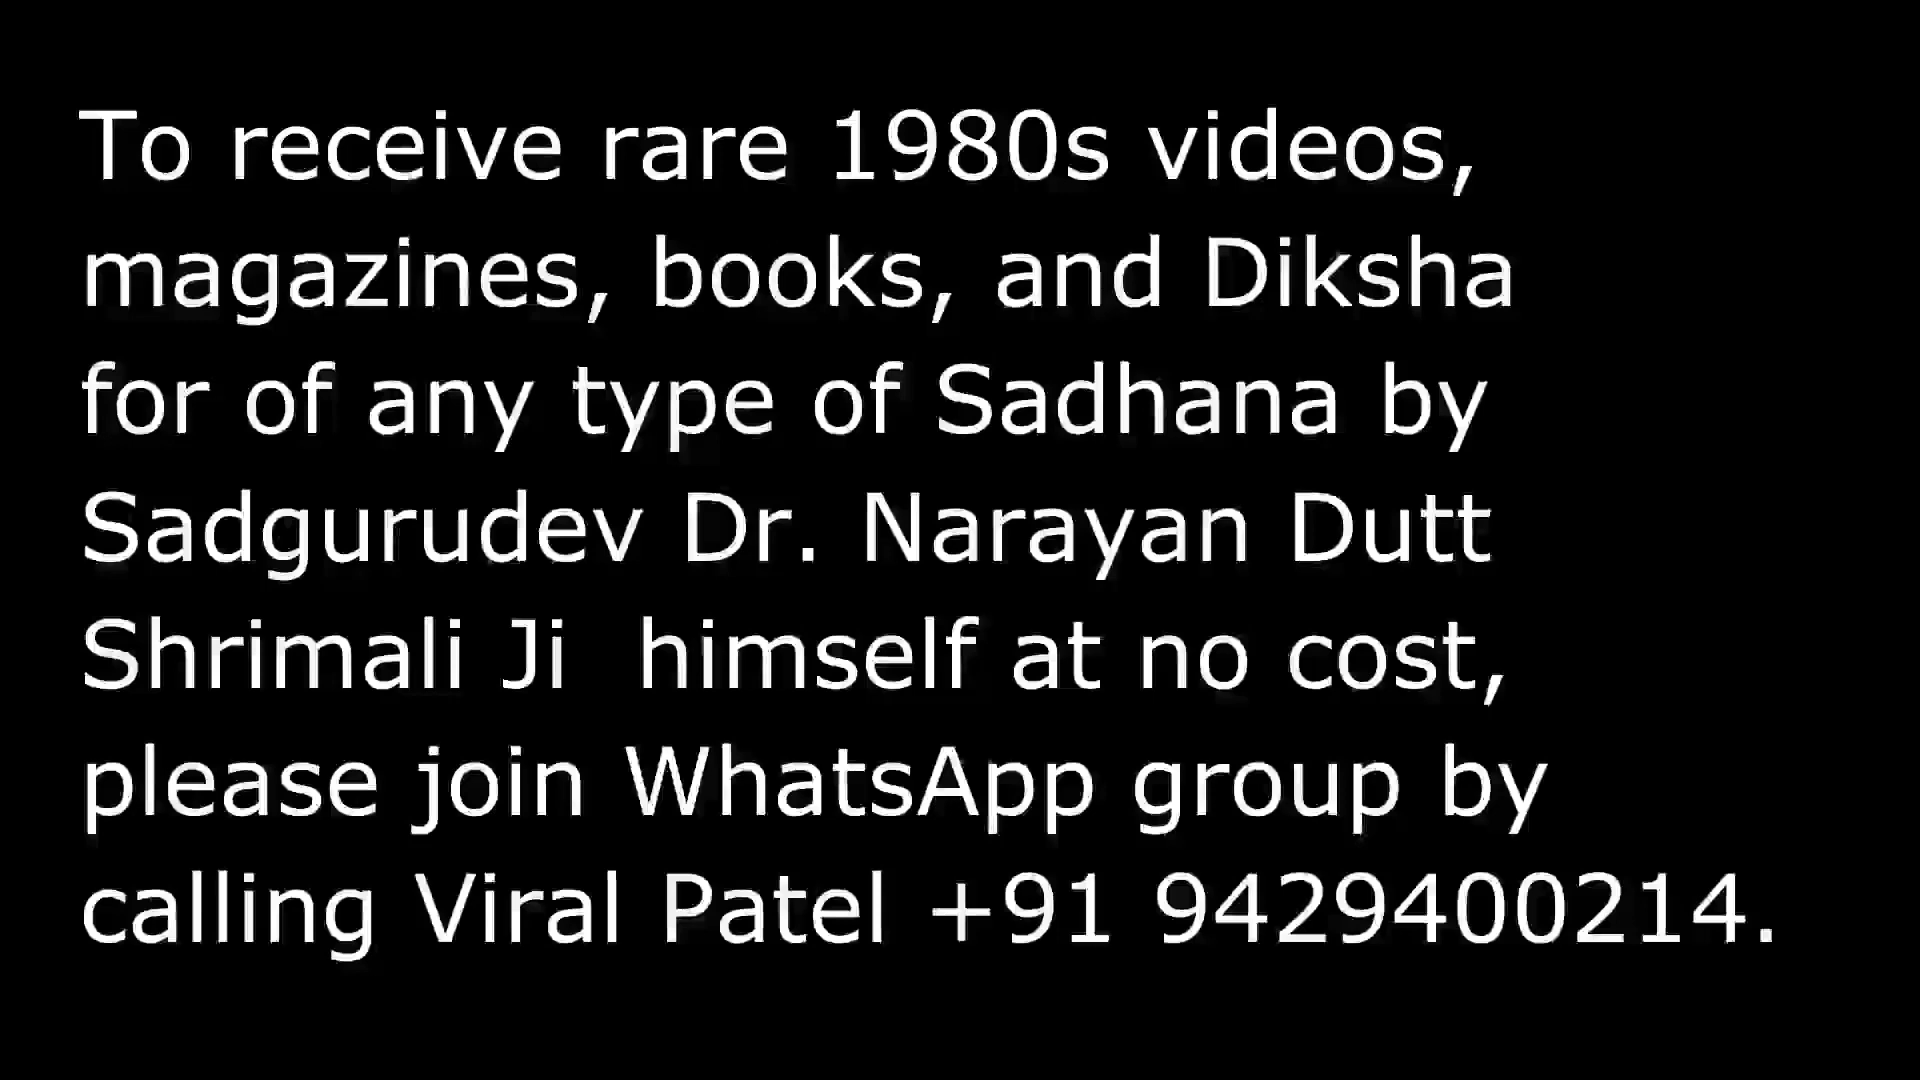 To receive rare 1980s videos,
magazines, books, and Diksha
for of any type of Sadhana by
Sadgurudev Dr. Narayan Dutt
Shrimali Ji  himself at no cost,
please join WhatsApp group by
calling Viral Patel +91 9429400214.